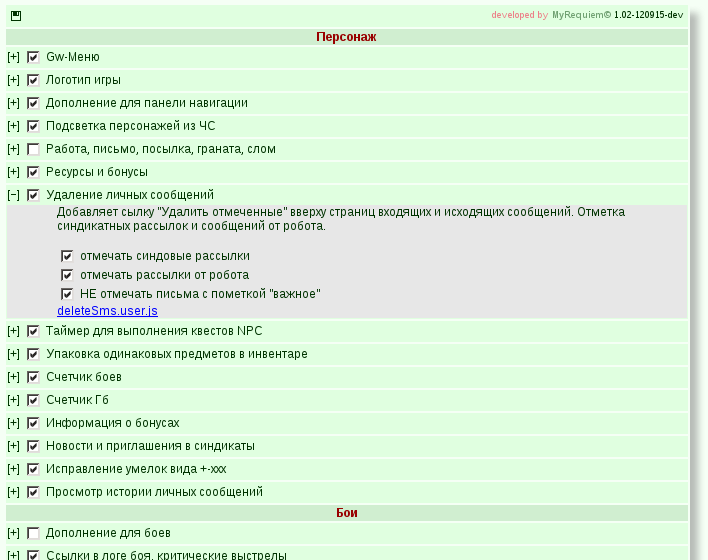 developed by MyRequiem© 1.02-120915-dev
Персонаж
[+] Gw-Меню
[+] Логотип игры
[+] Дополнение для панели навигации
[+] Подсветка персонажей из ЧС
[+] Работа, письмо, посылка, граната, слом
[+] Ресурсы и бонусы
[−] Удаление личных сообщений
Добавляет сылку "Удалить отмеченные" вверху страниц входящих и исходящих сообщений. Отметка
синдикатных рассылок и сообщений от робота.
отмечать синдовые рассылки
отмечать рассылки от робота
НЕ отмечать письма с пометкой "важное"
deleteSms.user.js
[+] Таймер для выполнения квестов NPC
[+] Упаковка одинаковых предметов в инвентаре
[+] Счетчик боев
[+] Счетчик Гб
[+] Информация о бонусах
[+] Новости и приглашения в синдикаты
[+] Исправление умелок вида +-xxx
[+] Просмотр истории личных сообщений
Бои
[+] Дополнение для боев
[+] Ссылки в логе боя, критические выстрелы